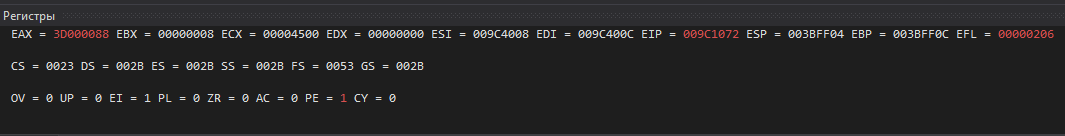 Регистры
EAX = 3D000088 EBX = 00000008 ECX = 00004500 EDX = 00000000 ESI = 009C4008 EDI = 009C400C EIP = 009C1072 ESP = 003BFF04 EBP = 003BFF0C EFL = 00000206
CS = 0023 DS = 002B ES = 002B SS = 002B FS = 0053 GS = 002B
OV = 0 UP = 0 EI = 1 PL = 0 ZR = 0 AC = 0 PE = 1 CY = 0